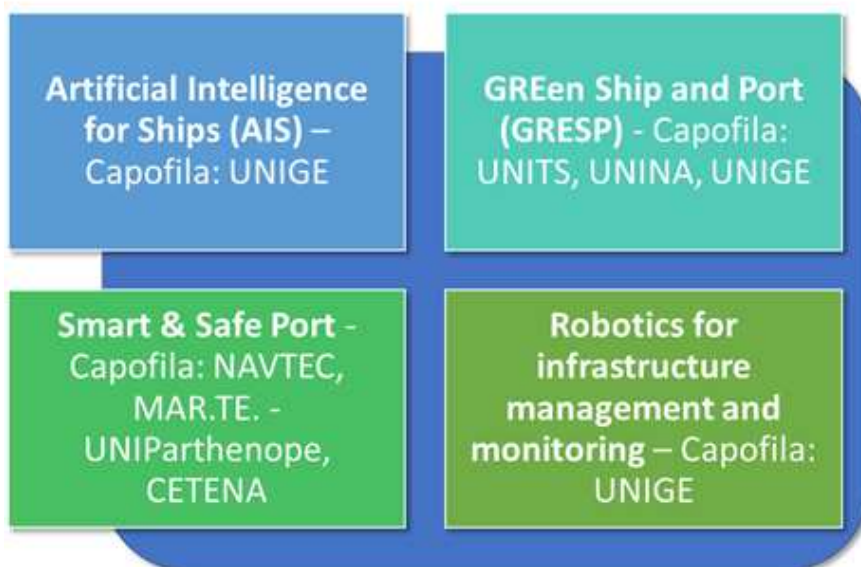 Artificial Intelligence
for Ships (AIS) –
Capofila: UNIGE
GREen Ship and Port
(GRESP) - Capofila:
UNITS, UNINA, UNIGE
Smart & Safe Port -
Capofila: NAVTEC,
MAR.TE. -
UNIParthenope,
CETENA
Robotics for
infrastructure
management and
monitoring – Capofila:
UNIGE